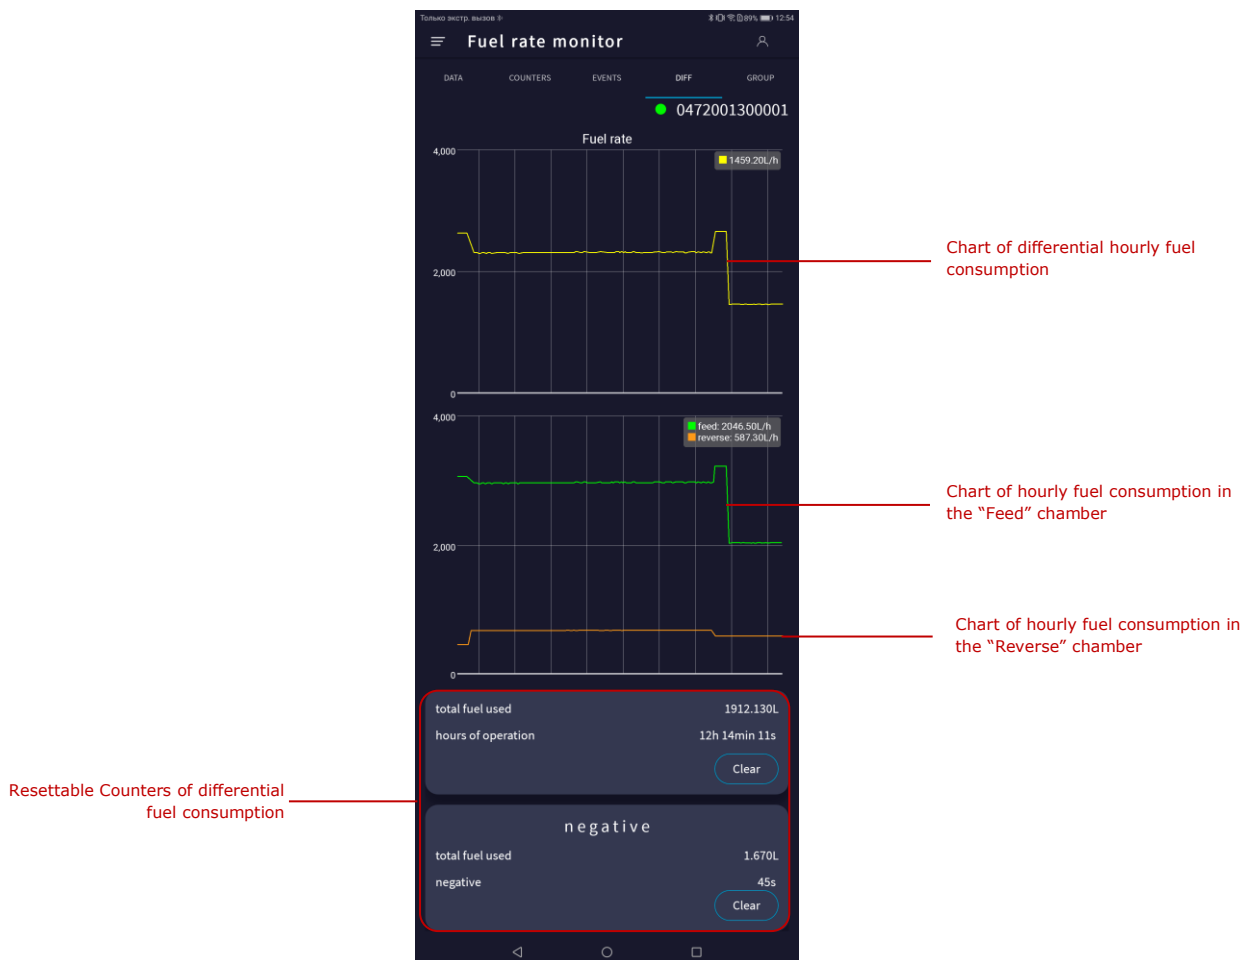 Только экстр. вызов
89% 12:54
Fuel rate monitor
DATA COUNTERS EVENTS DIFF GROUP
0472001300001
Fuel rate
4,000
1459.20L/h
2,000
0
Chart of differential hourly fuel
consumption
4,000
feed: 2046.50L/h
reverse: 587.30L/h
2,000
0
Chart of hourly fuel consumption in
the “Feed” chamber
Chart of hourly fuel consumption in
the “Reverse” chamber
total fuel used 1912.130L
hours of operation 12h 14min 11s
Clear
Resettable Counters of differential
fuel consumption
negative
total fuel used 1.670L
negative 45s
Clear